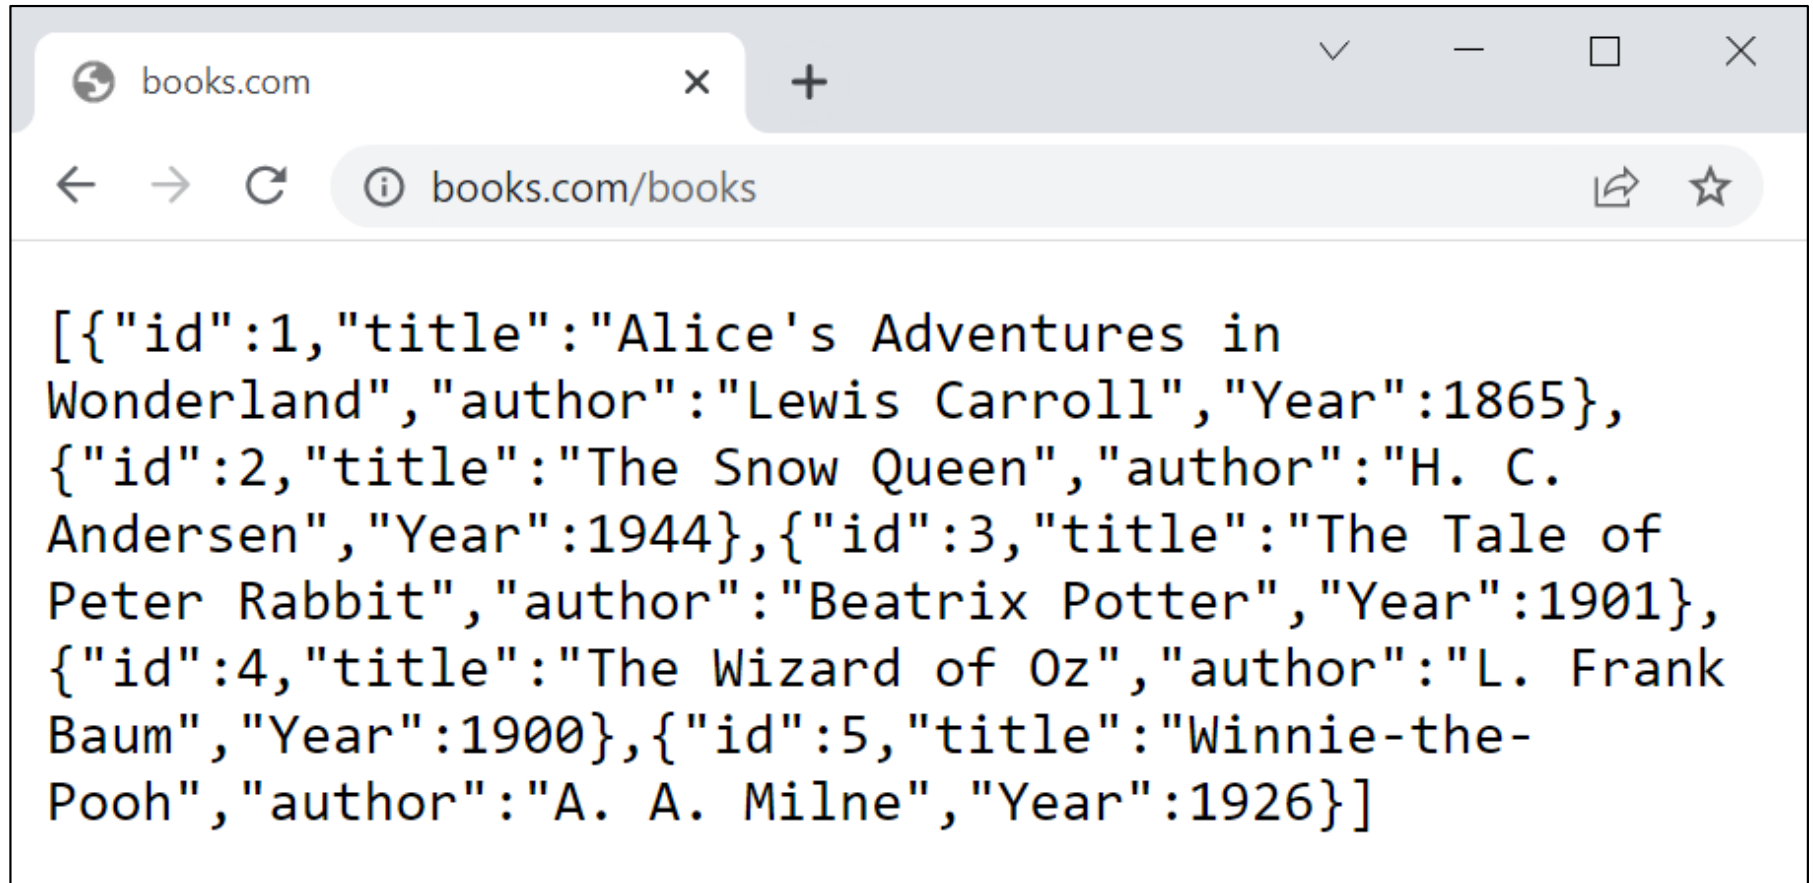 books.com
books.com/books
[{"id":1,"title":"Alice's Adventures in
Wonderland","author":"Lewis Carroll","Year":1865},
{"id":2,"title":"The Snow Queen","author":"H. C.
Andersen","Year":1944},{"id":3,"title":"The Tale of
Peter Rabbit","author":"Beatrix Potter","Year":1901},
{"id":4,"title":"The Wizard of Oz","author":"L. Frank
Baum","Year":1900},{"id":5,"title":"Winnie-the-
Pooh","author":"A. A. Milne","Year":1926}]